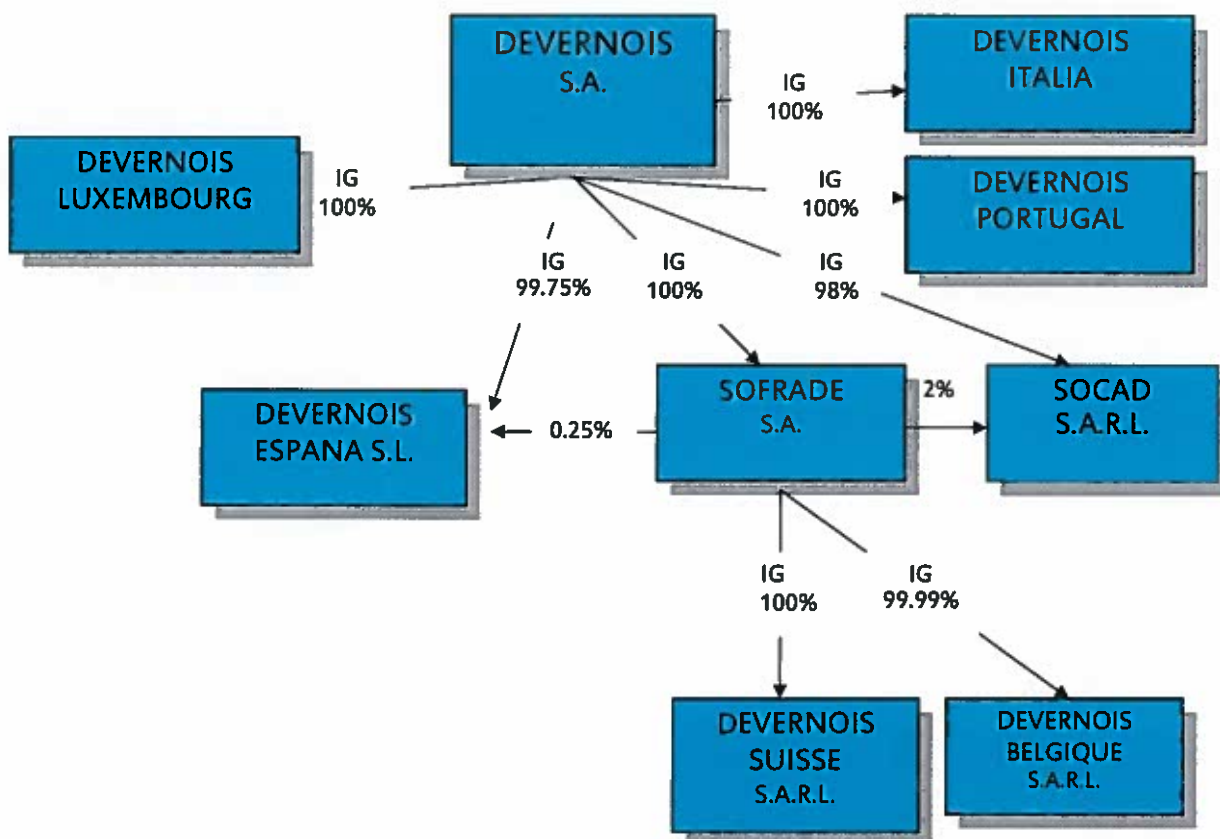 DEVERNOIS
S.A.
DEVERNOIS
ITALIA
IG
100%
DEVERNOIS
LUXEMBOURG
IG
100%
IG
100%
DEVERNOIS
PORTUGAL
IG
99.75%
IG
100%
IG
98%
DEVERNOIS
ESPANA S.L.
0.25%
SOFRADE
S.A.
2%
SOCAD
S.A.R.L.
IG
100%
IG
99.99%
DEVERNOIS
SUISSE
S.A.R.L.
DEVERNOIS
BELGIQUE
S.A.R.L.